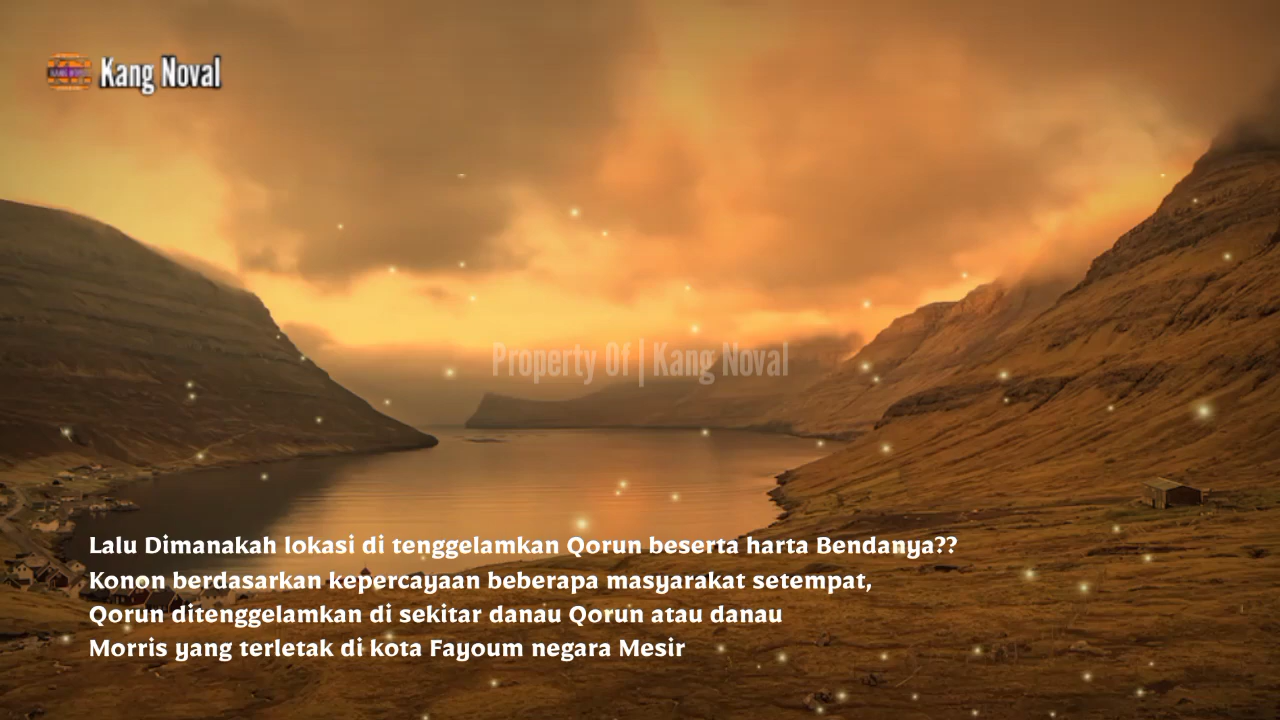 Kang Noval
Property Of | Kang Noval
Lalu Dimanakah lokasi di tenggelamkan Qorun beserta harta Bendanya??
Konon berdasarkan kepercayaan beberapa masyarakat setempat,
Qorun ditenggelamkan di sekitar danau Qorun atau danau
Morris yang terletak di kota Fayoum negara Mesir